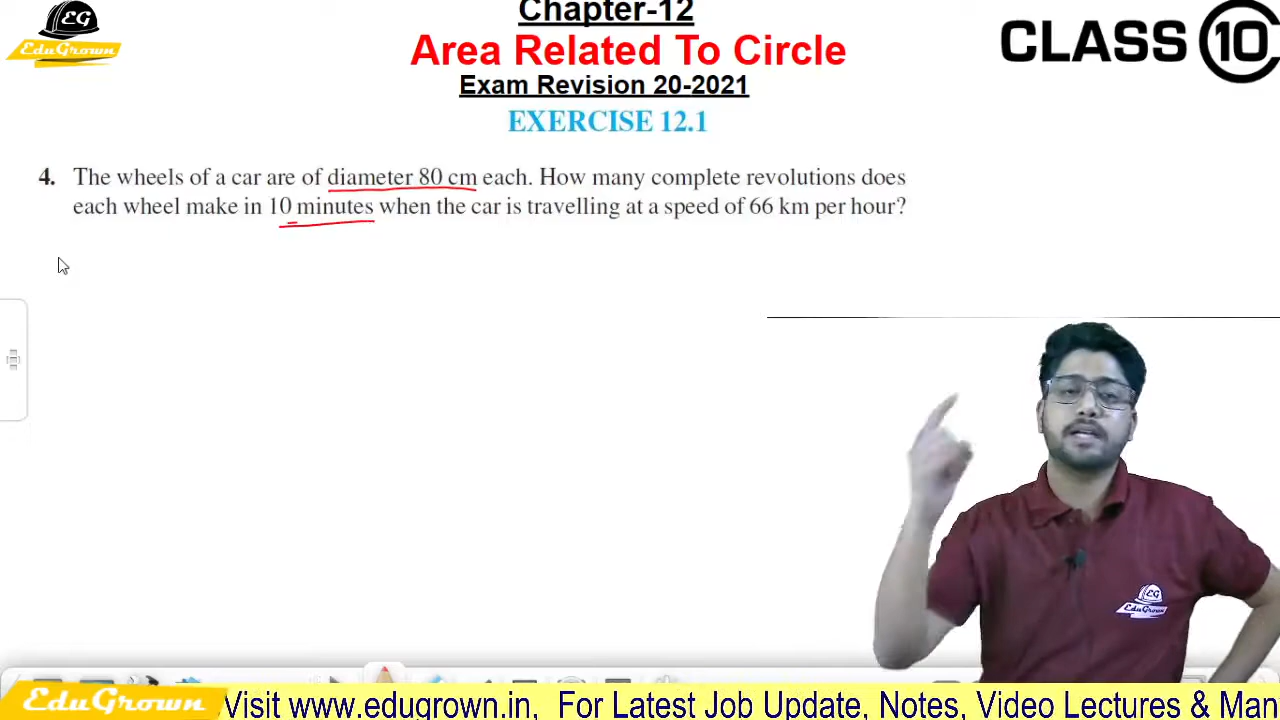 Chapter-12
EG
EduGrown
Area Related To Circle
CLASS 10
Exam Revision 20-2021
EXERCISE 12.1
4. The wheels of a car are of diameter 80 cm each. How many complete revolutions does
each wheel make in 10 minutes when the car is travelling at a speed of 66 km per hour?
EG
EduGrown
EduGrown Visit www.edugrown.in, For Latest Job Update, Notes, Video Lectures & Man